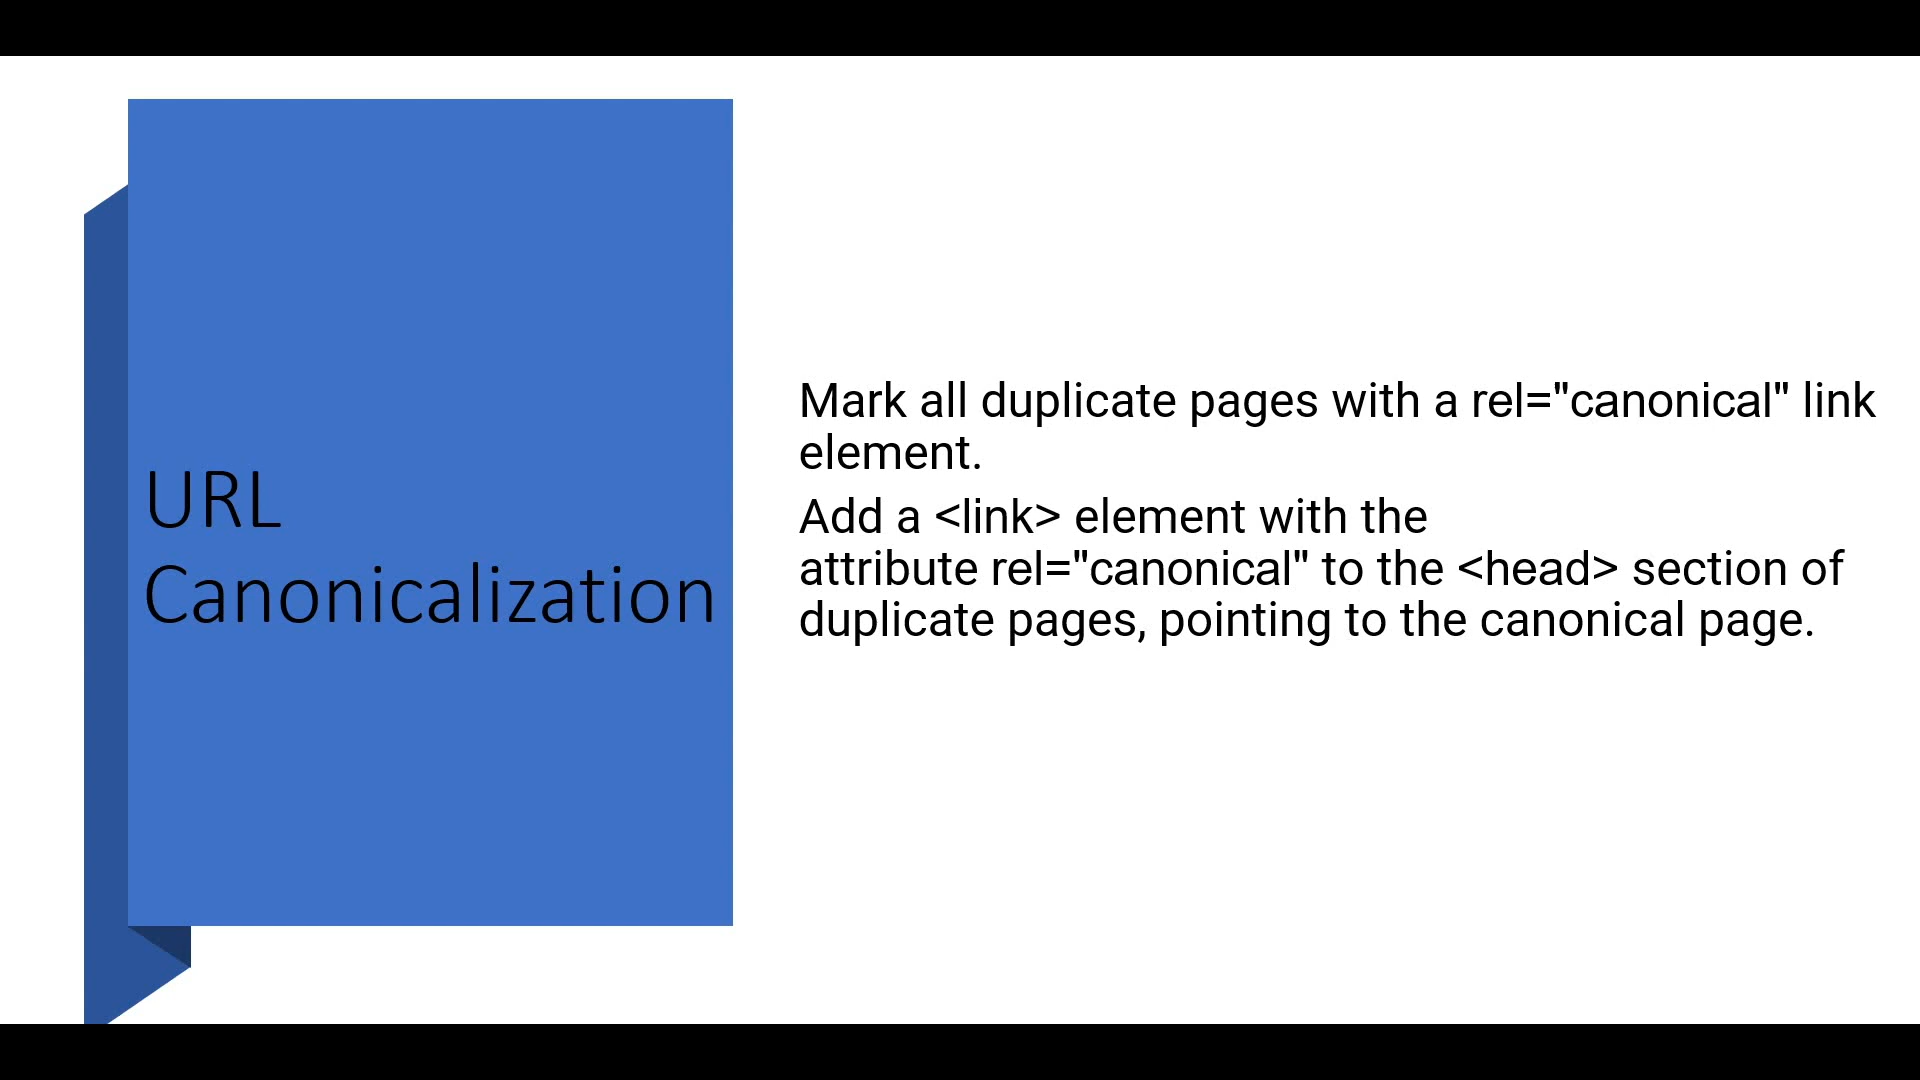 URL
Canonicalization
Mark all duplicate pages with a rel="canonical" link
element.
Add a <link> element with the
attribute rel="canonical" to the <head> section of
duplicate pages, pointing to the canonical page.